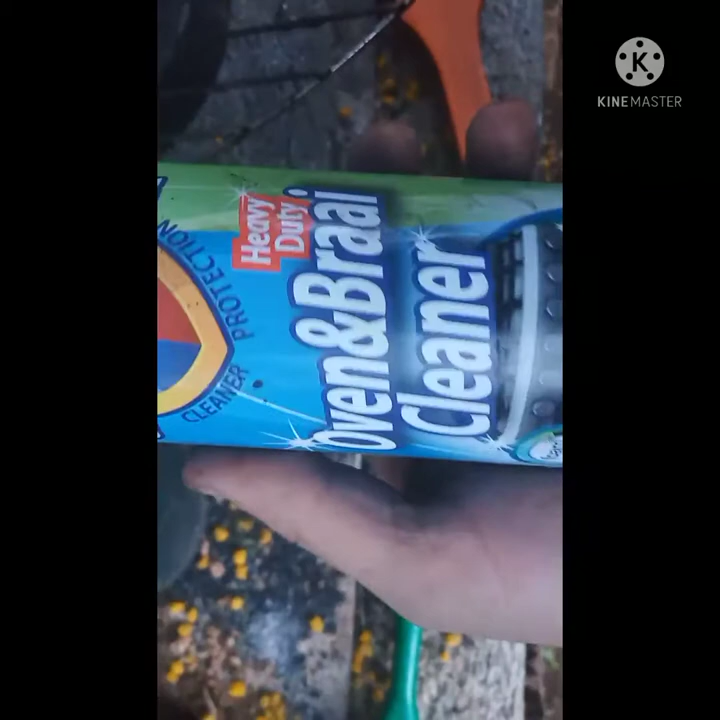 CLEANER PROTECTION
Heavy
Duty
Oven&Braai
Cleaner
KINEMASTER